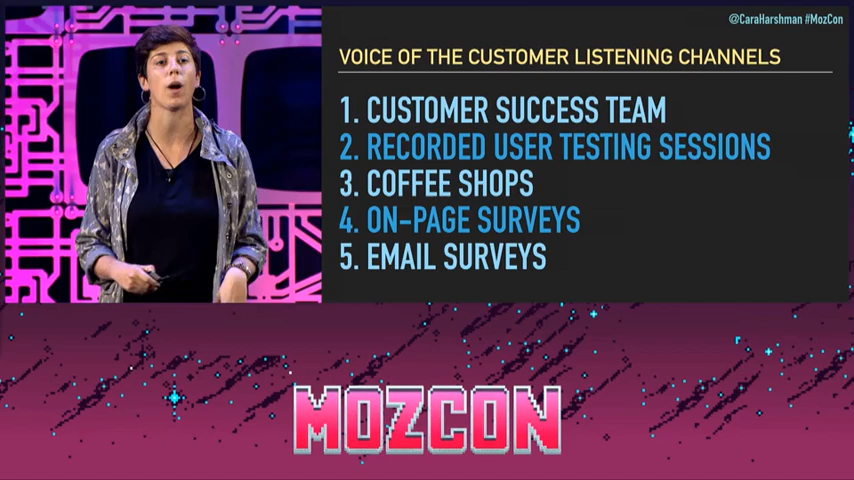 @CaraHarshman #MozCon
VOICE OF THE CUSTOMER LISTENING CHANNELS
1. CUSTOMER SUCCESS TEAM
2. RECORDED USER TESTING SESSIONS
3. COFFEE SHOPS
4. ON-PAGE SURVEYS
5. EMAIL SURVEYS
MOZCON